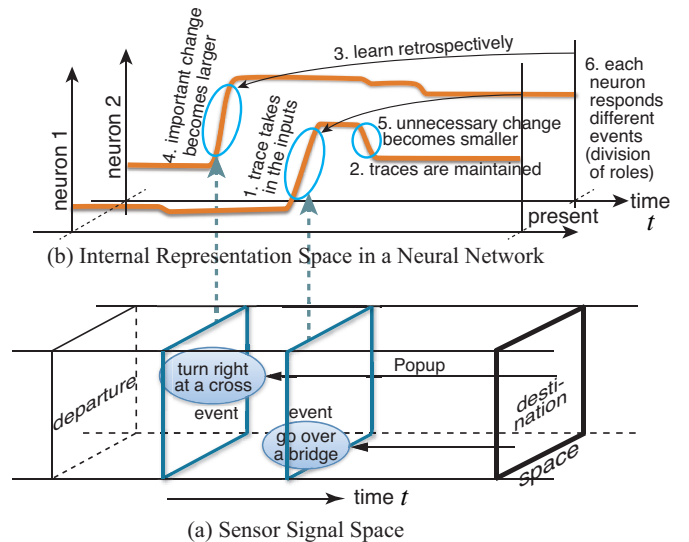 3. learn retrospectively
6. each
neuron
responds
different
events
(division
of roles)
neuron 1
neuron 2
4. important change
becomes larger
1. trace takes
in the inputs
5. unnecessary change
becomes smaller
2. traces are maintained
time
t
present
(b) Internal Representation Space in a Neural Network
departure
turn right
at a cross
event
event
go over
a bridge
Popup
desti-
nation
space
time t
(a) Sensor Signal Space